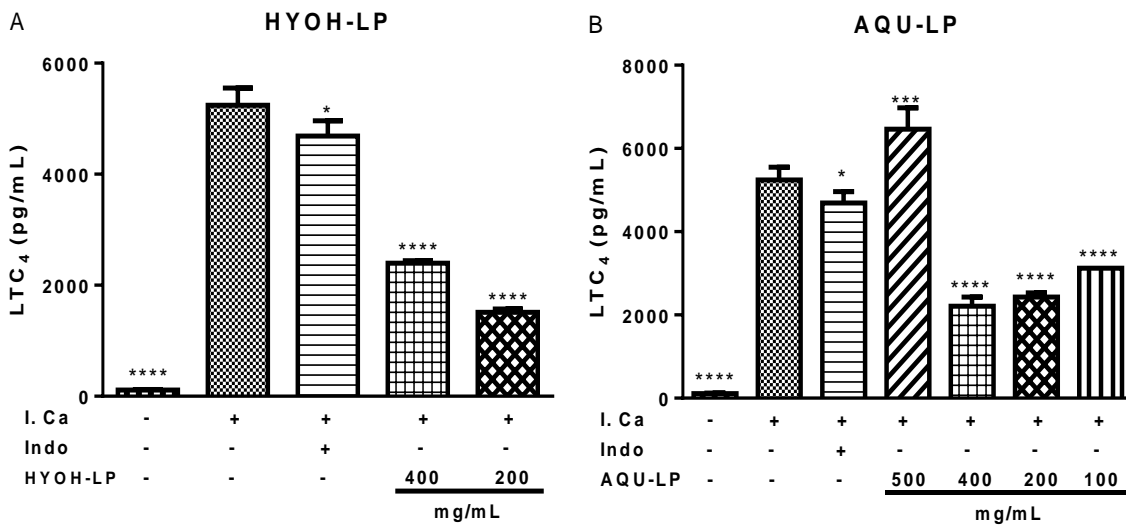 A
HYOH-LP
LTC4 (pg/mL)
6000
4000
2000
0
****
*
****
****
I.Ca - + + + +
Indo - - + - -
HYOH-LP - - - 400 200
mg/mL
B
AQU-LP
LTC4 (pg/mL)
8000
6000
4000
2000
0
****
*
***
****
****
****
I.Ca - + + + + + +
Indo - - + - - - -
AQU-LP - - - 500 400 200 100
mg/mL